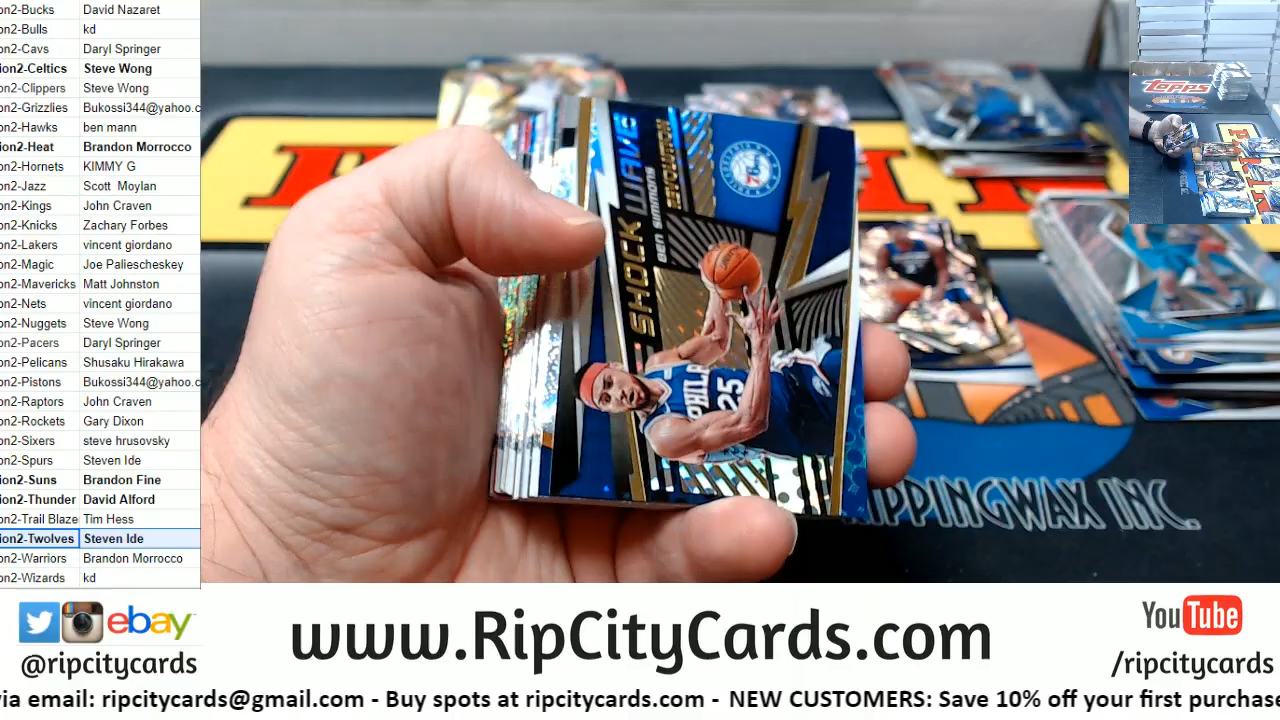 on2-Bucks David Nazaret
on2-Bulls kd
on2-Cavs Daryl Springer
ion2-Celtics Steve Wong
on2-Clippers Steve Wong
on2-Grizzlies Bukossi344@yahoo.c
on2-Hawks ben mann
ion2-Heat Brandon Morrocco
on2-Hornets KIMMY G
on2-Jazz Scott Moylan
on2-Kings John Craven
on2-Knicks Zachary Forbes
on2-Lakers vincent giordano
on2-Magic Joe Paliescheskey
on2-Mavericks Matt Johnston
on2-Nets vincent giordano
on2-Nuggets Steve Wong
on2-Pacers Daryl Springer
on2-Pelicans Shusaku Hirakawa
on2-Pistons Bukossi344@yahoo.c
on2-Raptors John Craven
on2-Rockets Gary Dixon
on2-Sixers steve hrusovsky
on2-Spurs Steven Ide
ion2-Suns Brandon Fine
ion2-Thunder David Alford
on2-Trail Blaze Tim Hess
ion2-Twolves Steven Ide
on2-Warriors Brandon Morrocco
on2-Wizards kd
SHOCK WAVE
BEN SIMMONS
REVOLUTION
PHILA
25
topps
IPPINGWAX INC.
ebay
@ripcitycards
www.RipCityCards.com
YouTube
/ripcitycards
via email: ripcitycards@gmail.com - Buy spots at ripcitycards.com - NEW CUSTOMERS: Save 10% off your first purchase